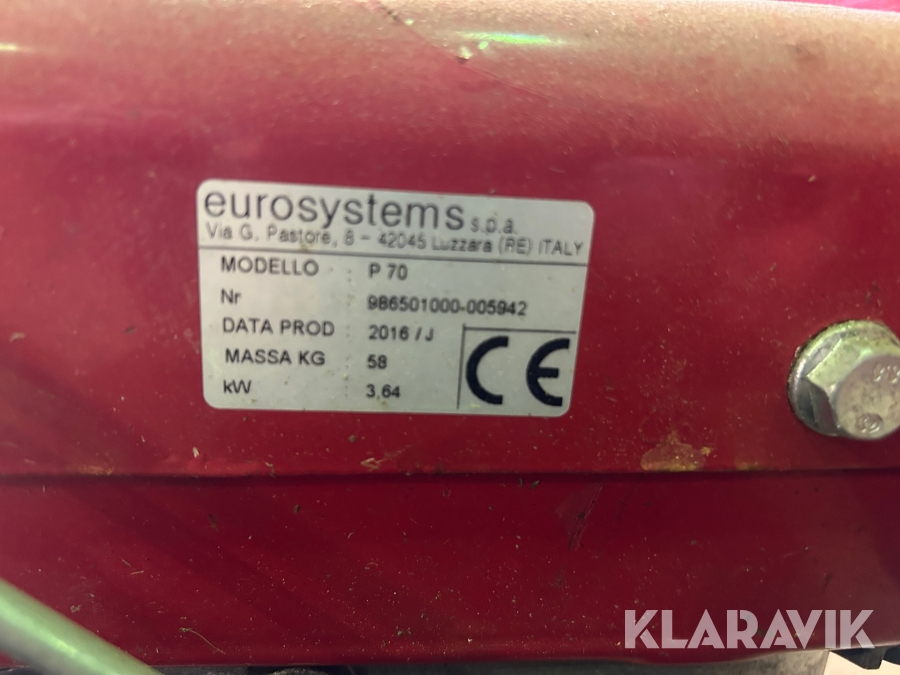 eurosystems s.p.a.
Via G. Pastore, 8 - 42045 Luzzara (RE) ITALY
MODELLO : P 70
Nr : 986501000-005942
DATA PROD : 2016 / J
MASSA KG : 58
kW : 3,64
CE
KLARAVIK